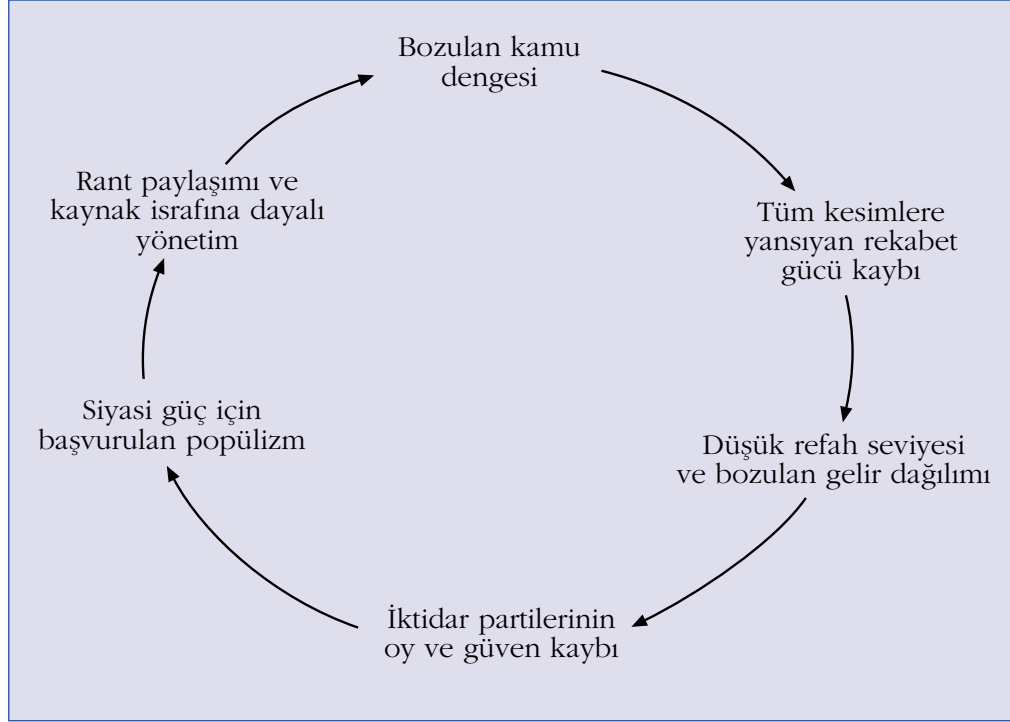 Bozulan kamu
dengesi
Tüm kesimlere
yansıyan rekabet
gücü kaybı
Düşük refah seviyesi
ve bozulan gelir dağılımı
İktidar partilerinin
oy ve güven kaybı
Siyasi güç için
başvurulan popülizm
Rant paylaşımı ve
kaynak israfına dayalı
yönetim